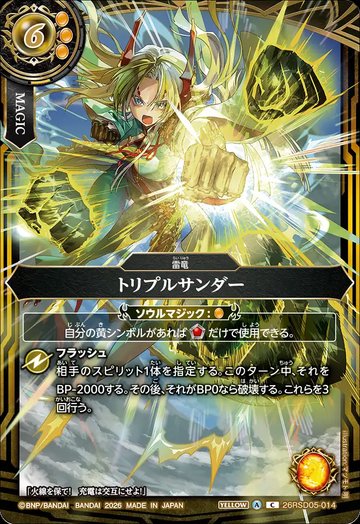 6
MAGIC
らいりゅう
雷竜
トリプルサンダー
ソウルマジック:
自分の黄シンボルがあれば だけで使用できる。
フラッシュ
相手のスピリット1体を指定する。このターン中、それを
BP-2000する。その後、それがBP0なら破壊する。これらを3
回行う。
「火線を保て! 充電は交互にせよ!」
©BNP/BANDAI BANDAI 2026 MADE IN JAPAN
YELLOW A C 26RSD05-014